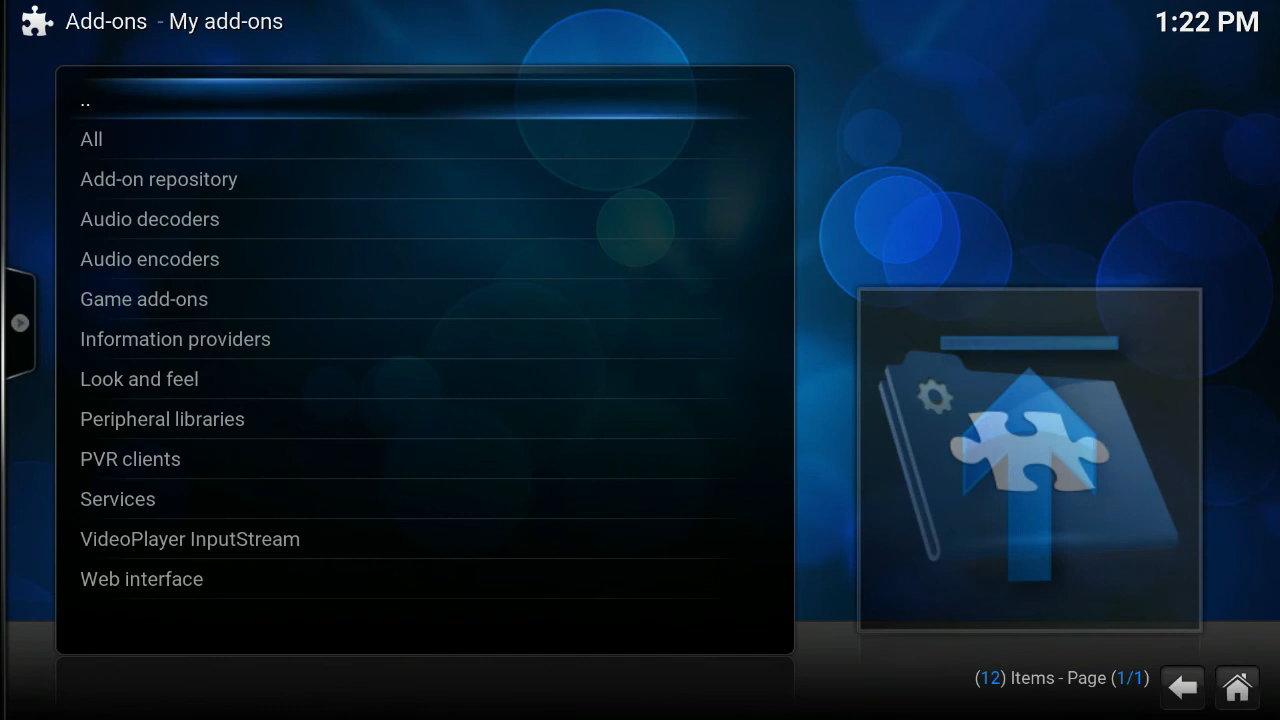 Add-ons - My add-ons
1:22 PM
..
All
Add-on repository
Audio decoders
Audio encoders
Game add-ons
Information providers
Look and feel
Peripheral libraries
PVR clients
Services
VideoPlayer InputStream
Web interface
(12) Items - Page (1/1)